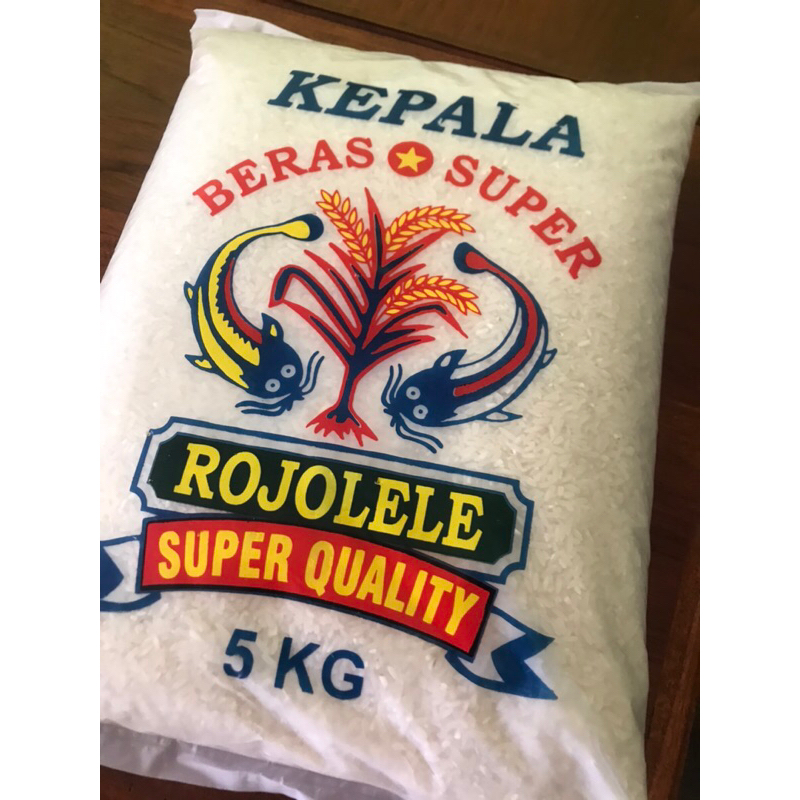 KEPALA
BERAS SUPER
ROJOLELE
SUPER QUALITY
5 KG